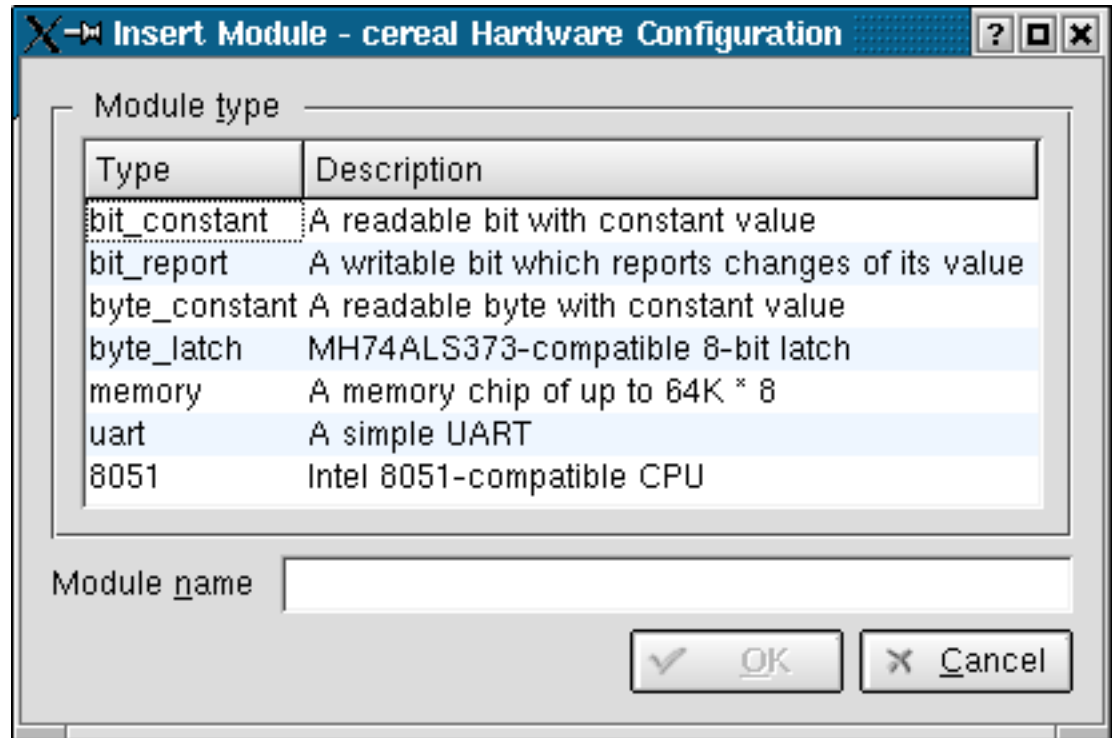 Insert Module - cereal Hardware Configuration
Module type
Type Description
bit_constant A readable bit with constant value
bit_report A writable bit which reports changes of its value
byte_constant A readable byte with constant value
byte_latch MH74ALS373-compatible 8-bit latch
memory A memory chip of up to 64K * 8
uart A simple UART
8051 Intel 8051-compatible CPU
Module name
OK Cancel